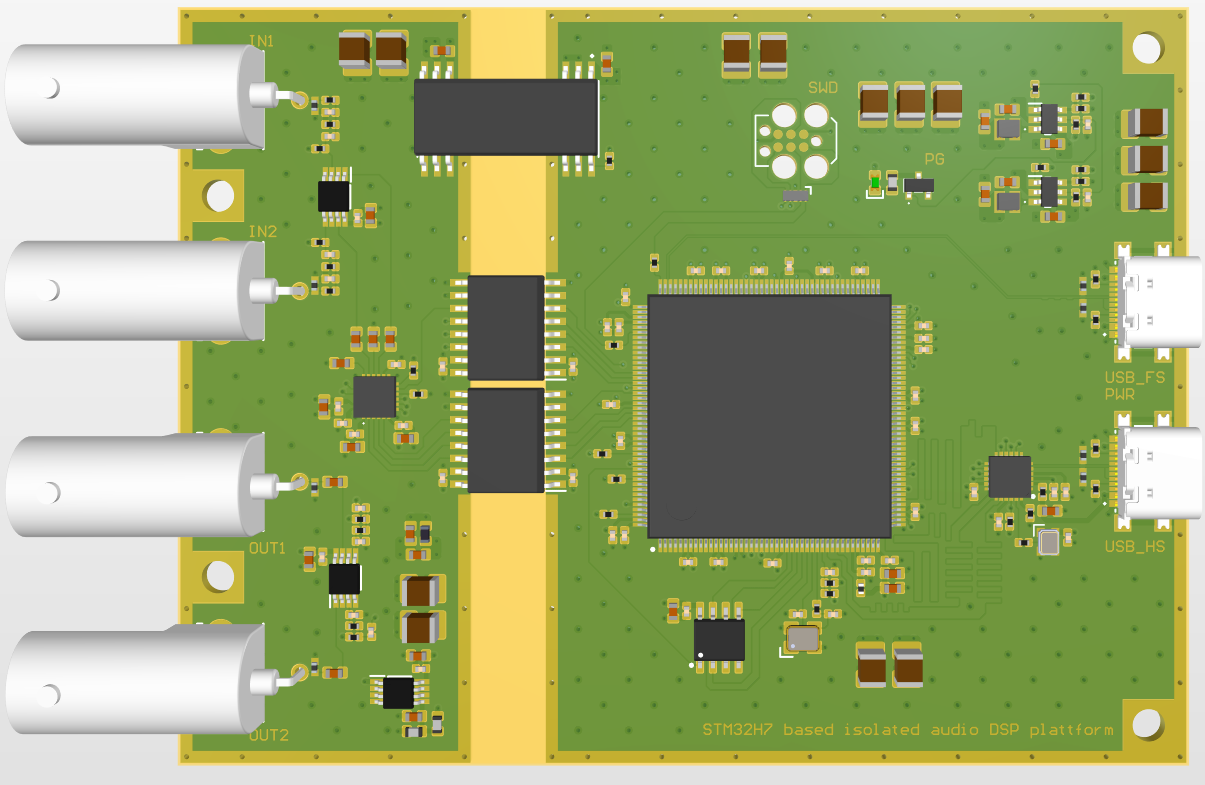 IN1
SWD
PG
IN2
USB_FS
PWR
OUT1
USB_HS
OUT2
STM32H7 based isolated audio DSP plattform